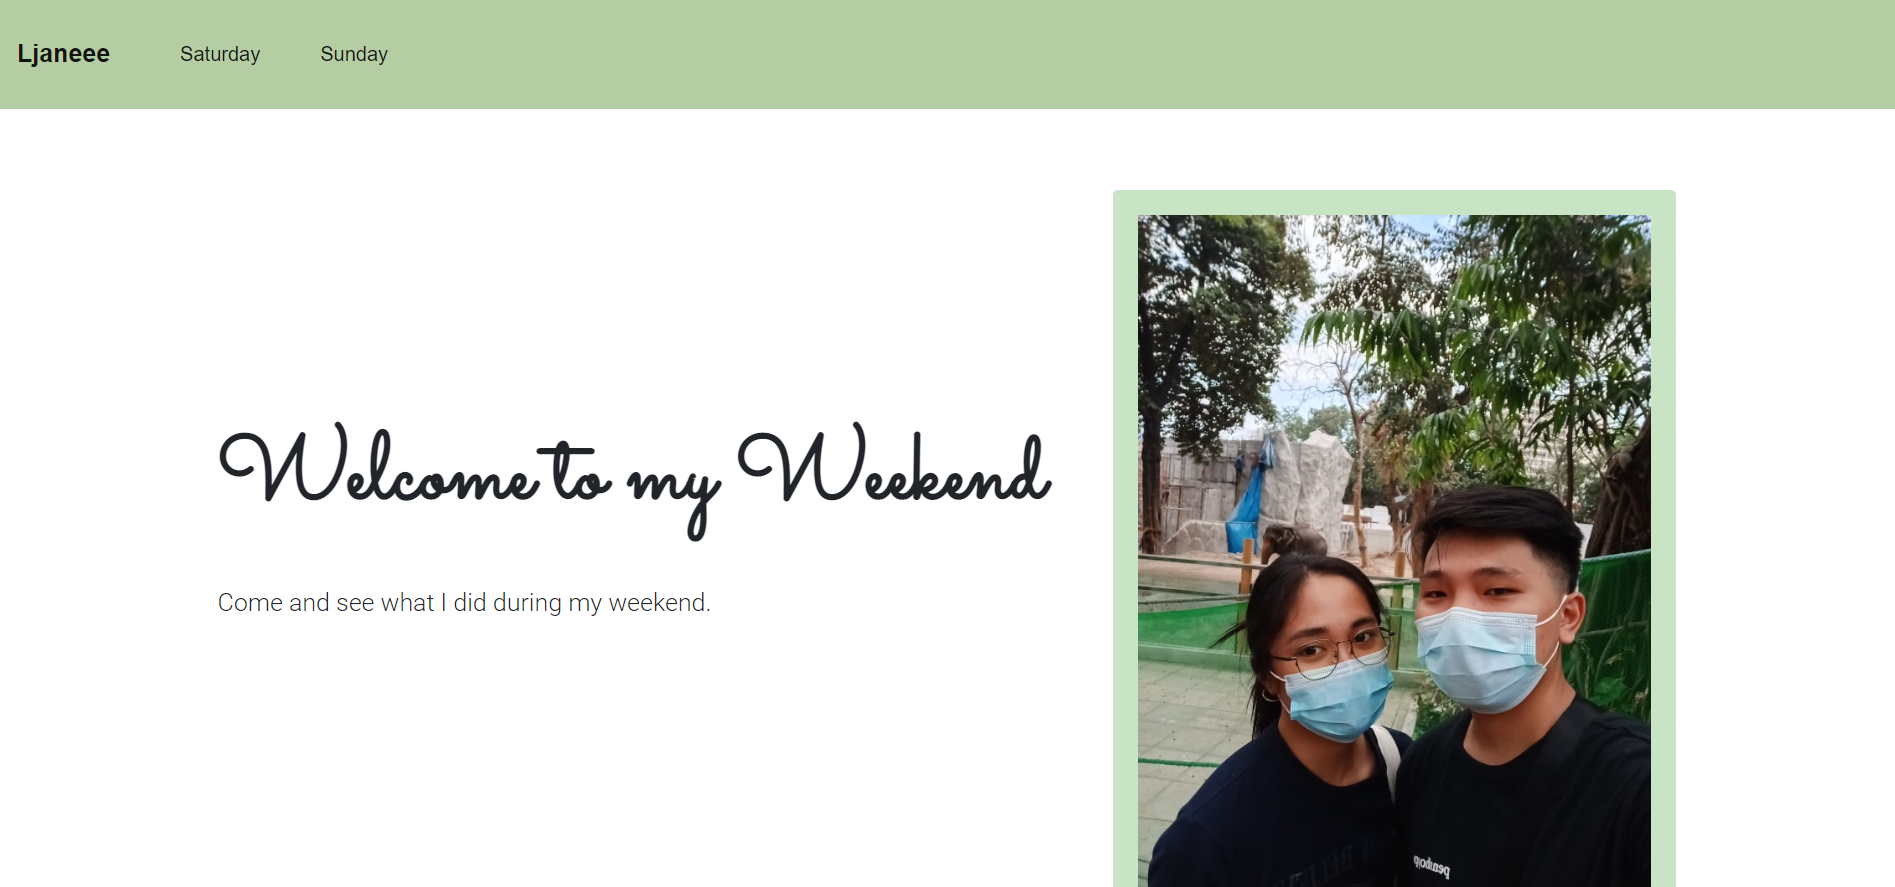 Ljaneee Saturday Sunday
Welcome to my Weekend
Come and see what I did during my weekend.